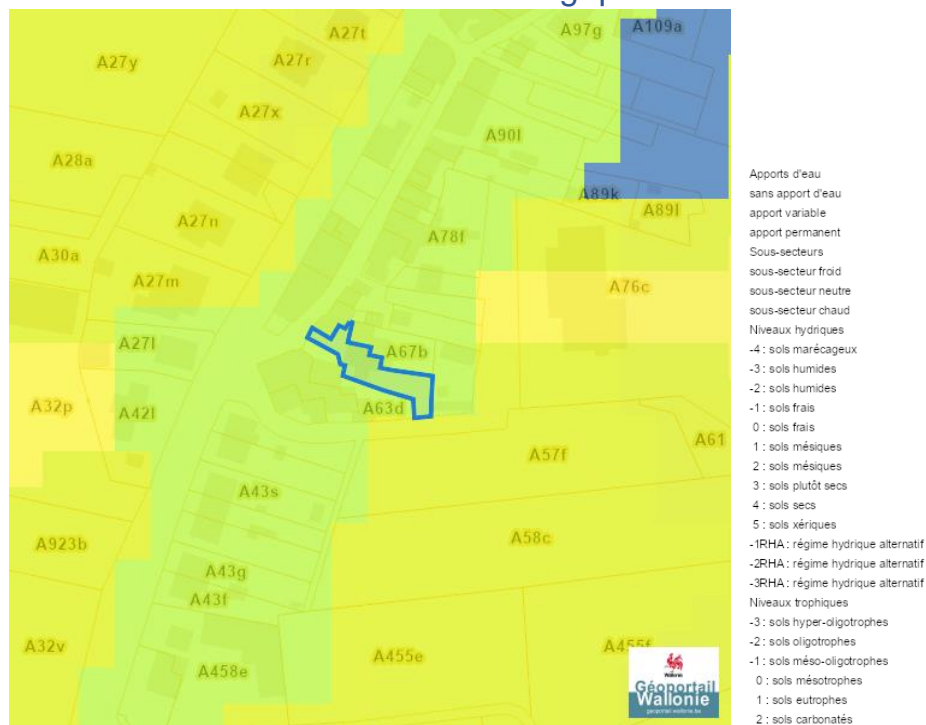 A27t
A97g
A109a
A27y
A27r
A27x
A90l
A28a
A89k
A89l
A27n
A78f
A30a
A27m
A76c
A27l
A67b
A32p
A42l
A63d
A61
A57f
A43s
A923b
A58c
A43g
A43f
A32v
A455e
A455f
A458e
Wallonie
Géoportail
Wallonie
geoportail.wallonie.be
Apports d'eau
sans apport d'eau
apport variable
apport permanent
Sous-secteurs
sous-secteur froid
sous-secteur neutre
sous-secteur chaud
Niveaux hydriques
-4 : sols marécageux
-3 : sols humides
-2 : sols humides
-1 : sols frais
0 : sols frais
1 : sols mésiques
2 : sols mésiques
3 : sols plutôt secs
4 : sols secs
5 : sols xériques
-1RHA : régime hydrique alternatif
-2RHA : régime hydrique alternatif
-3RHA : régime hydrique alternatif
Niveaux trophiques
-3 : sols hyper-oligotrophes
-2 : sols oligotrophes
-1 : sols méso-oligotrophes
0 : sols mésotrophes
1 : sols eutrophes
2 : sols carbonatés